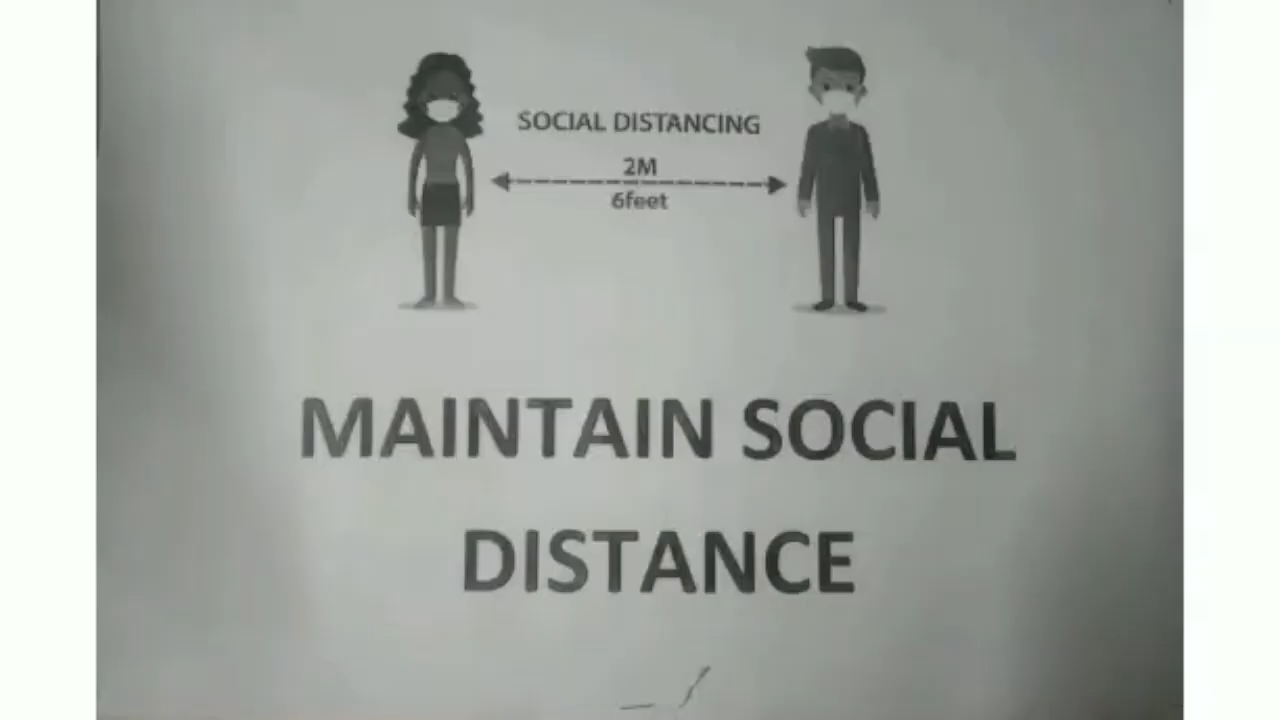 SOCIAL DISTANCING
2M
6feet
MAINTAIN SOCIAL
DISTANCE